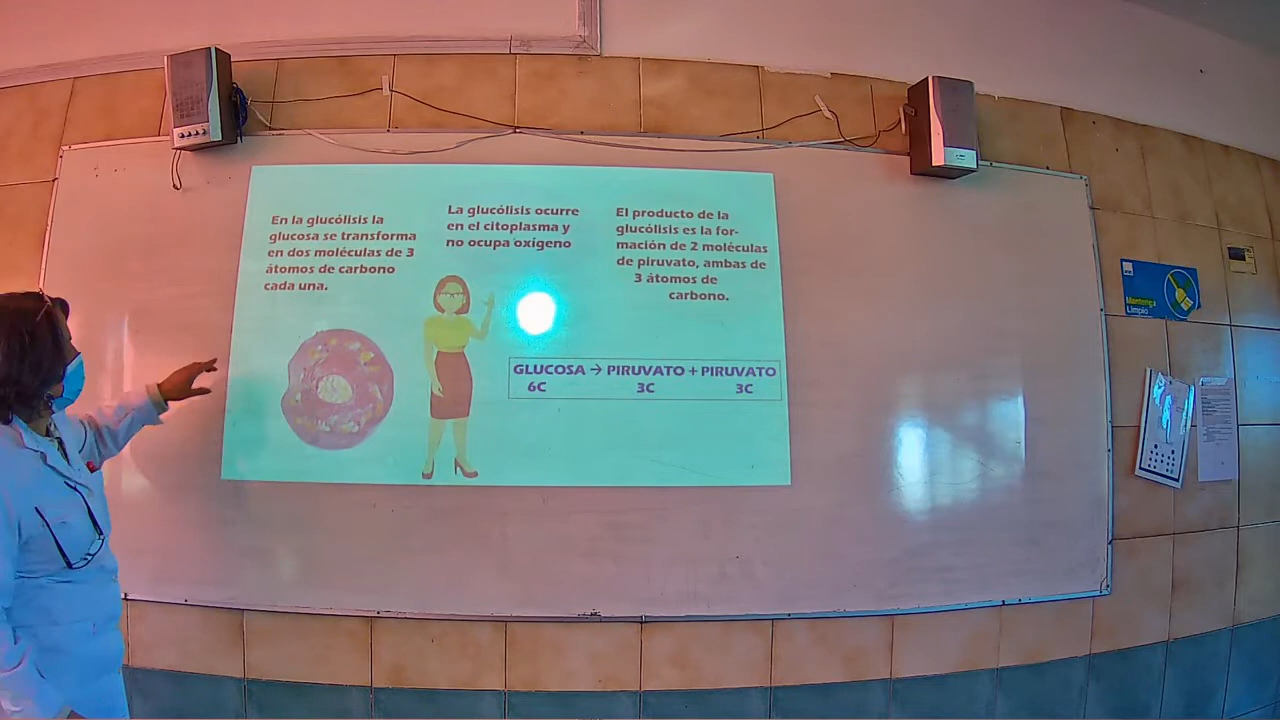 En la glucólisis la
glucosa se transforma
en dos moléculas de 3
átomos de carbono
cada una.
La glucólisis ocurre
en el citoplasma y
no ocupa oxígeno
El producto de la
glucólisis es la for-
mación de 2 moléculas
de piruvato, ambas de
3 átomos de
carbono.
GLUCOSA → PIRUVATO + PIRUVATO
6C 3C 3C
Mantenga
Limpio